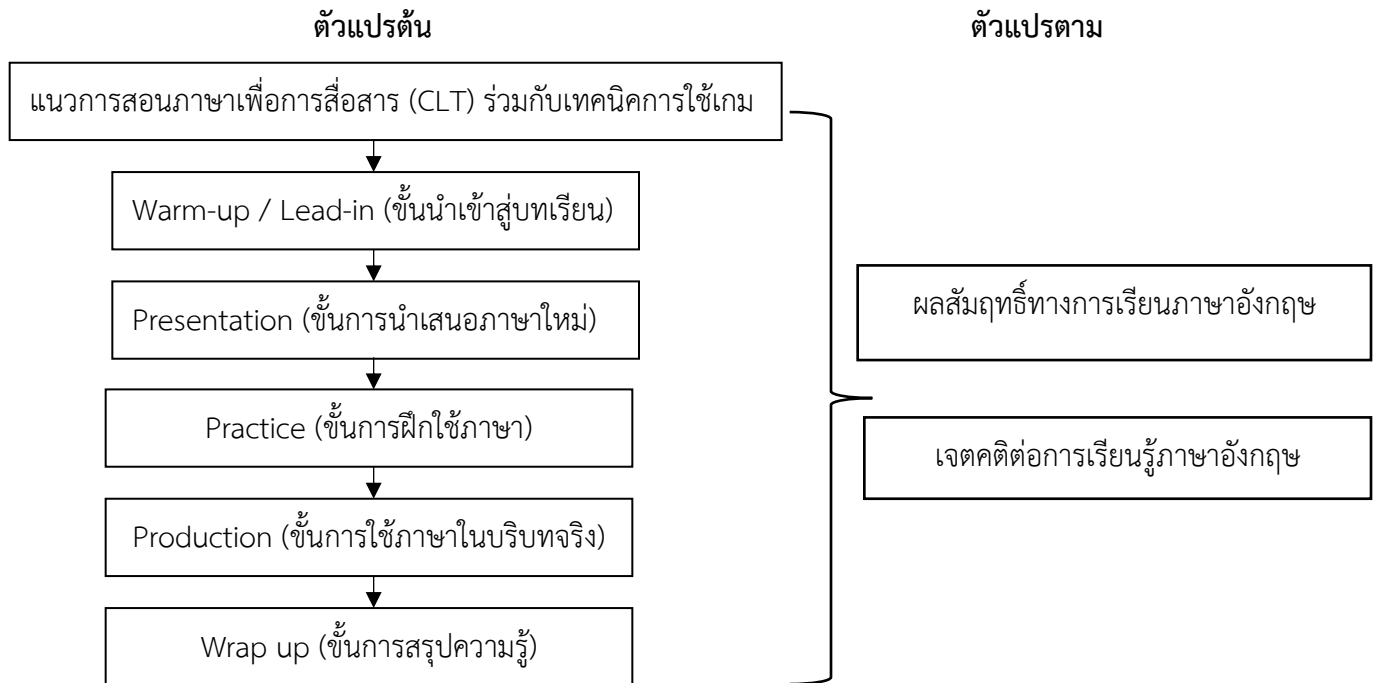 ตัวแปรต้น
ตัวแปรตาม
แนวการสอนภาษาเพื่อการสื่อสาร (CLT) ร่วมกับเทคนิคการใช้เกม
Warm-up / Lead-in (ขั้นนำเข้าสู่บทเรียน)
Presentation (ขั้นการนำเสนอภาษาใหม่)
Practice (ขั้นการฝึกใช้ภาษา)
Production (ขั้นการใช้ภาษาในบริบทจริง)
Wrap up (ขั้นการสรุปความรู้)
ผลสัมฤทธิ์ทางการเรียนภาษาอังกฤษ
เจตคติต่อการเรียนรู้ภาษาอังกฤษ